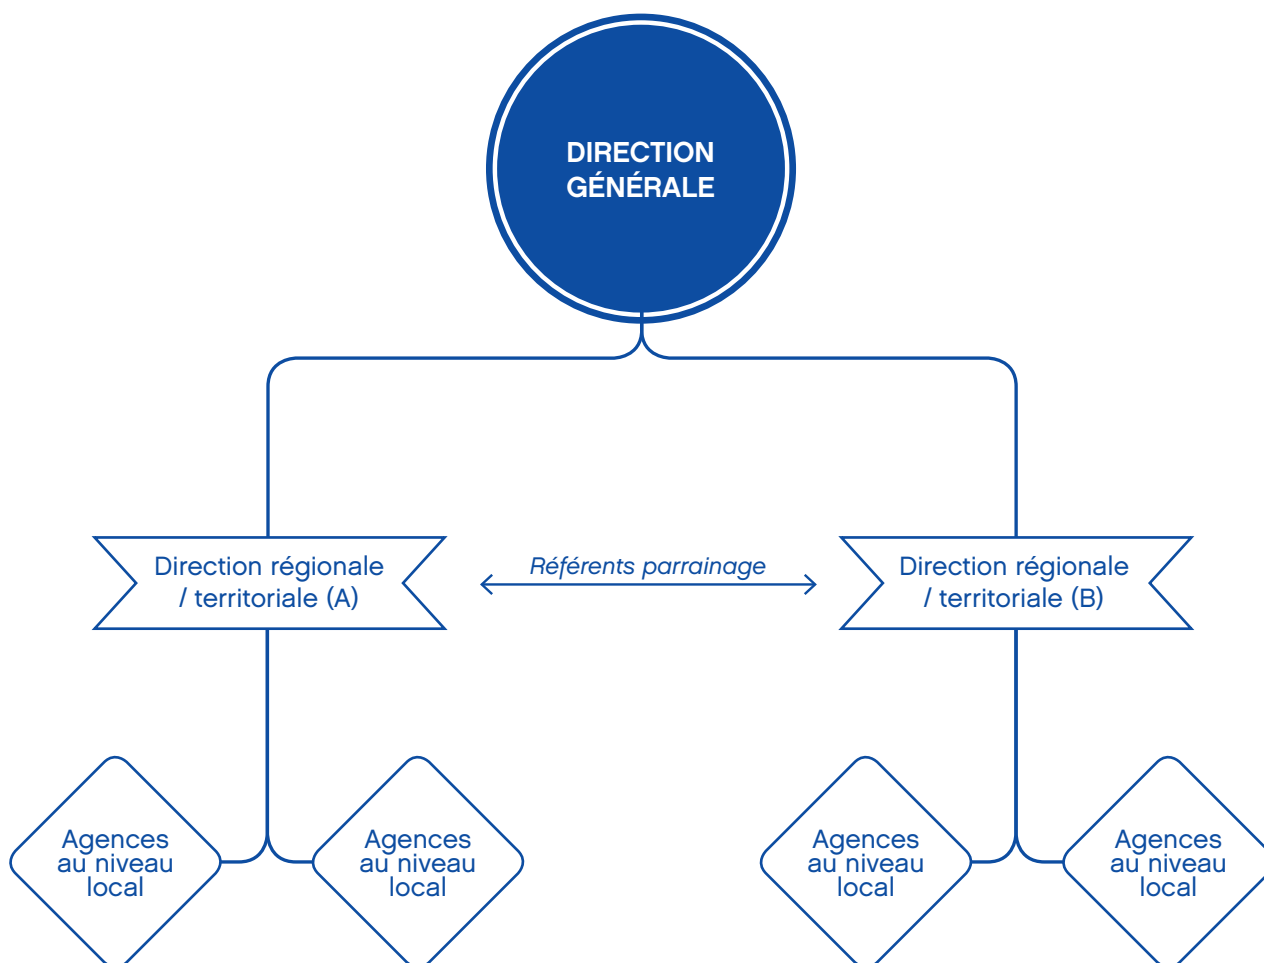 DIRECTION
GÉNÉRALE
Direction régionale
/ territoriale (A)
Référents parrainage
Direction régionale
/ territoriale (B)
Agences
au niveau
local
Agences
au niveau
local
Agences
au niveau
local
Agences
au niveau
local